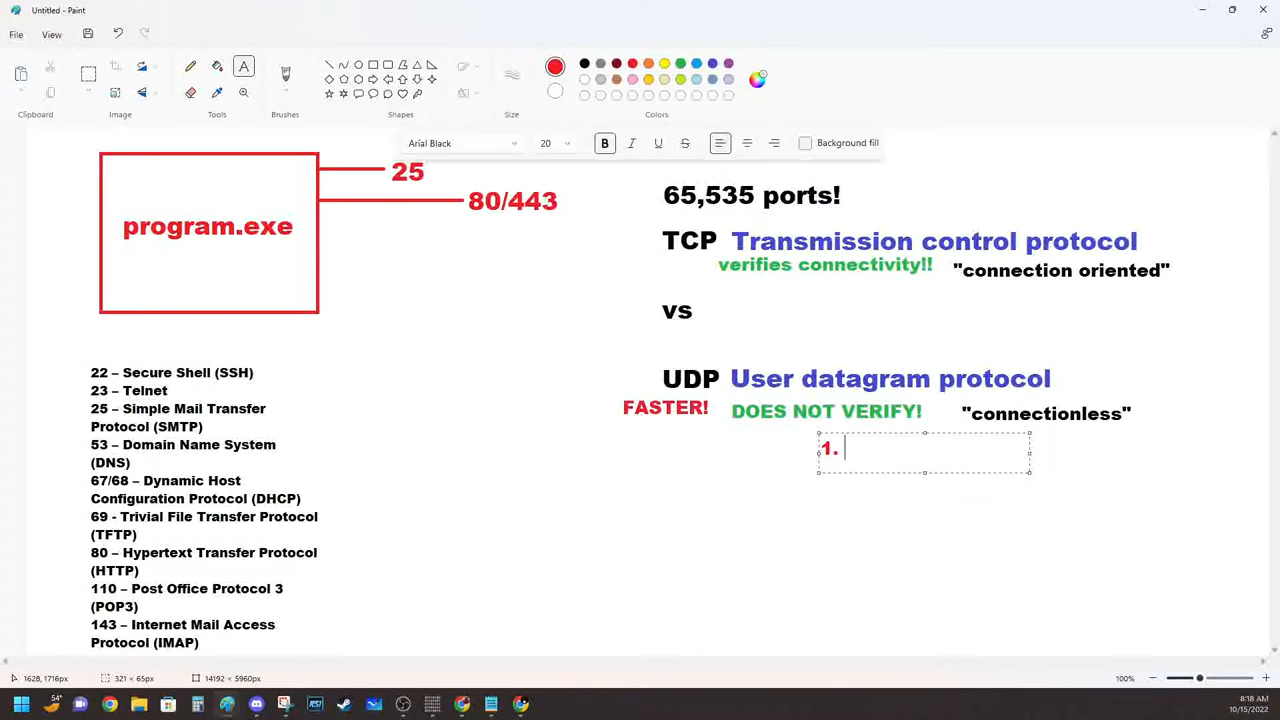 Untitled - Paint
File
View
Clipboard
Image
Tools
Brushes
Shapes
Size
Colors
Arial Black
20
B
I
U
S
Background fill
25
80/443
program.exe
65,535 ports!
TCP Transmission control protocol
verifies connectivity!! "connection oriented"
vs
UDP User datagram protocol
FASTER! DOES NOT VERIFY! "connectionless"
1.
22 – Secure Shell (SSH)
23 – Telnet
25 – Simple Mail Transfer
Protocol (SMTP)
53 – Domain Name System
(DNS)
67/68 – Dynamic Host
Configuration Protocol (DHCP)
69 - Trivial File Transfer Protocol
(TFTP)
80 – Hypertext Transfer Protocol
(HTTP)
110 – Post Office Protocol 3
(POP3)
143 – Internet Mail Access
Protocol (IMAP)
1628, 1716px
321 × 65px
14192 × 5960px
100%
54°
RSI
8:18 AM
10/15/2022